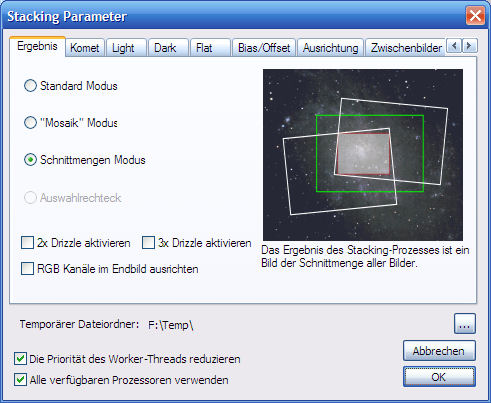 Stacking Parameter
Ergebnis Komet Light Dark Flat Bias/Offset Ausrichtung Zwischenbilder
Standard Modus
"Mosaik" Modus
Schnittmengen Modus
Auswahlrechteck
2x Drizzle aktivieren 3x Drizzle aktivieren
RGB Kanäle im Endbild ausrichten
Das Ergebnis des Stacking-Prozesses ist ein
Bild der Schnittmenge aller Bilder.
Temporärer Dateiordner: F:\Temp\
...
Die Priorität des Worker-Threads reduzieren
Abbrechen
Alle verfügbaren Prozessoren verwenden
OK